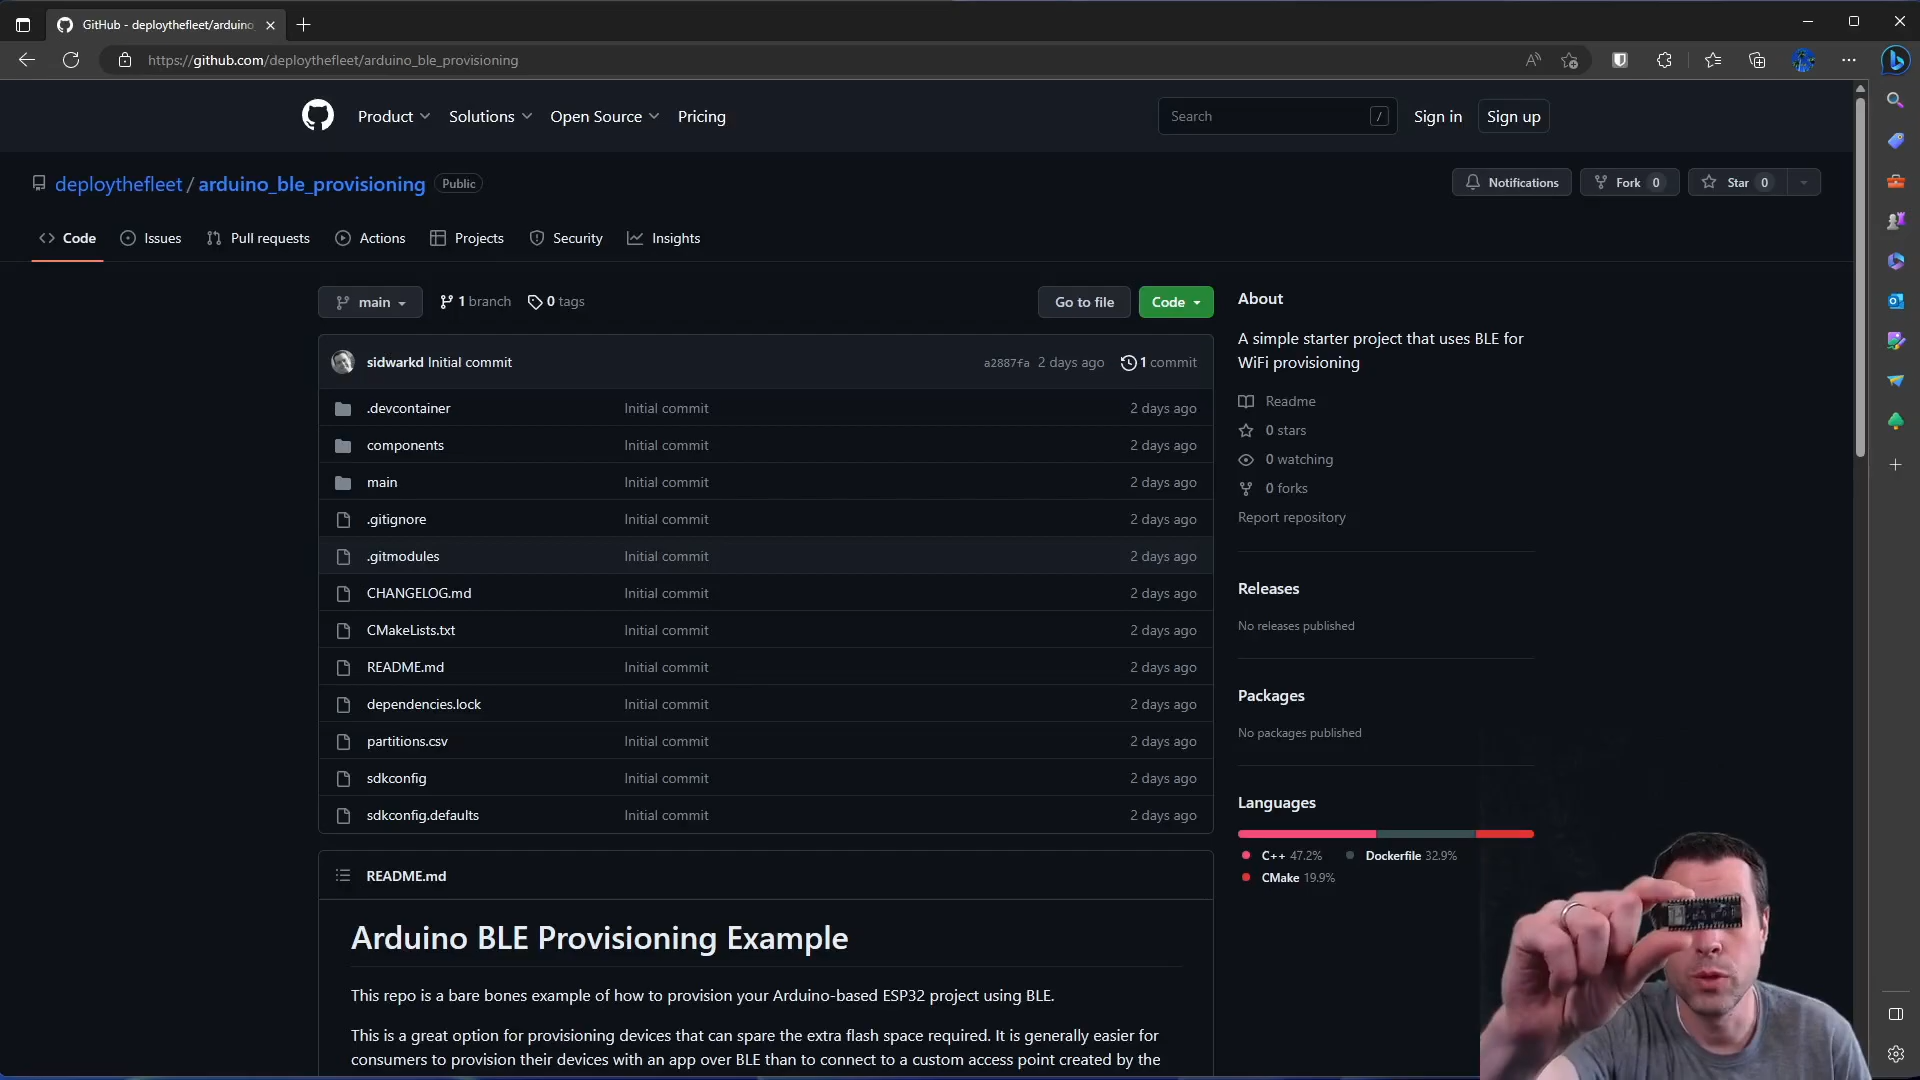 GitHub - deploythefleet/arduino
https://github.com/deploythefleet/arduino_ble_provisioning
Product
Solutions
Open Source
Pricing
Search
/
Sign in
Sign up
deploythefleet / arduino_ble_provisioning
Public
Notifications
Fork 0
Star 0
Code
Issues
Pull requests
Actions
Projects
Security
Insights
main
1 branch
0 tags
Go to file
Code
sidwarkd Initial commit
a2887fa 2 days ago
1 commit
.devcontainer Initial commit 2 days ago
components Initial commit 2 days ago
main Initial commit 2 days ago
.gitignore Initial commit 2 days ago
.gitmodules Initial commit 2 days ago
CHANGELOG.md Initial commit 2 days ago
CMakeLists.txt Initial commit 2 days ago
README.md Initial commit 2 days ago
dependencies.lock Initial commit 2 days ago
partitions.csv Initial commit 2 days ago
sdkconfig Initial commit 2 days ago
sdkconfig.defaults Initial commit 2 days ago
README.md
Arduino BLE Provisioning Example
This repo is a bare bones example of how to provision your Arduino-based ESP32 project using BLE.
This is a great option for provisioning devices that can spare the extra flash space required. It is generally easier for
consumers to provision their devices with an app over BLE than to connect to a custom access point created by the
About
A simple starter project that uses BLE for
WiFi provisioning
Readme
0 stars
0 watching
0 forks
Report repository
Releases
No releases published
Packages
No packages published
Languages
C++ 47.2%
Dockerfile 32.9%
CMake 19.9%